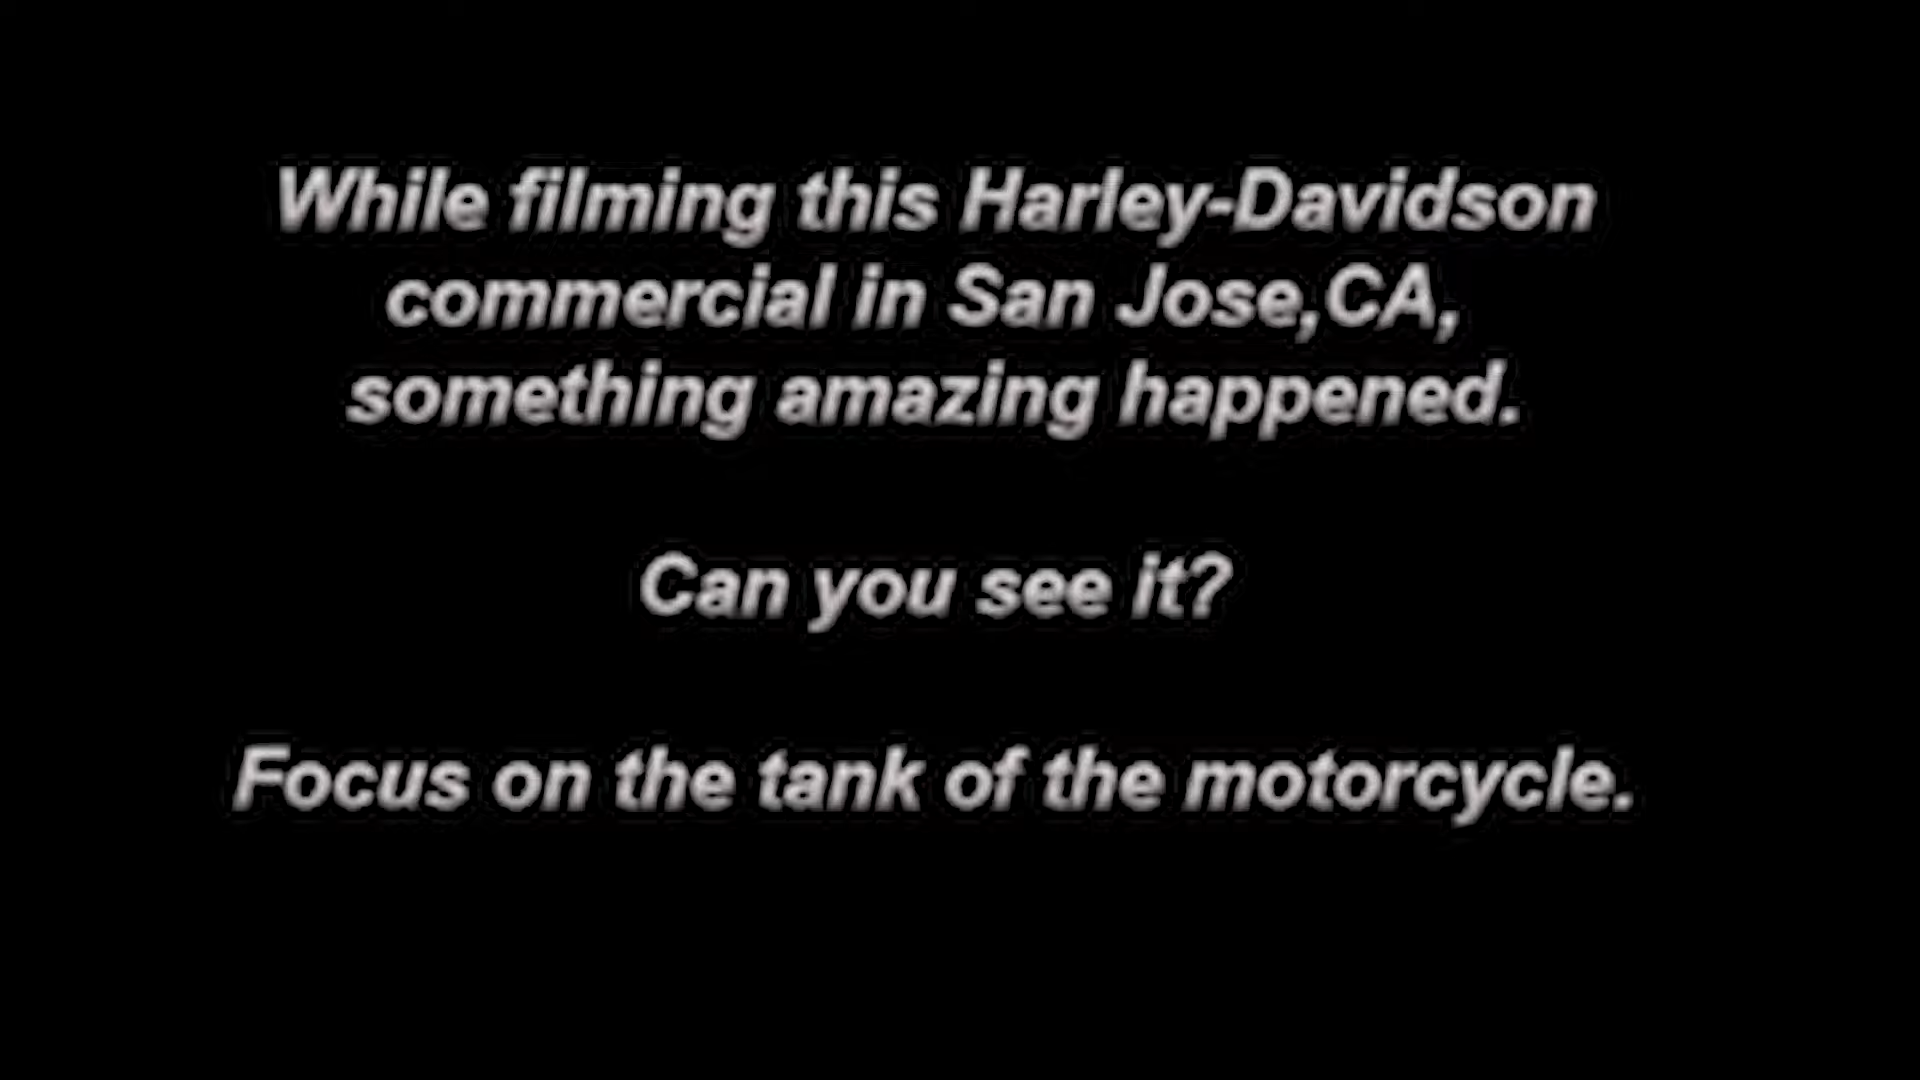 While filming this Harley-Davidson
commercial in San Jose,CA,
something amazing happened.
Can you see it?
Focus on the tank of the motorcycle.